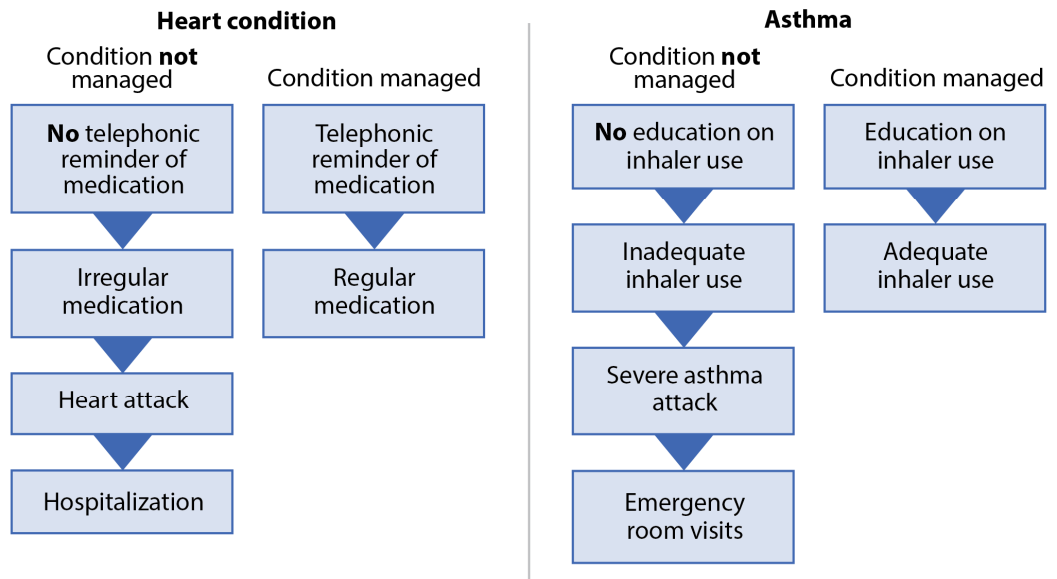 Heart condition
Condition not
managed
Condition managed
No telephonic
reminder of
medication
Telephonic
reminder of
medication
Irregular
medication
Regular
medication
Heart attack
Hospitalization
Asthma
Condition not
managed
Condition managed
No education on
inhaler use
Education on
inhaler use
Inadequate
inhaler use
Adequate
inhaler use
Severe asthma
attack
Emergency
room visits